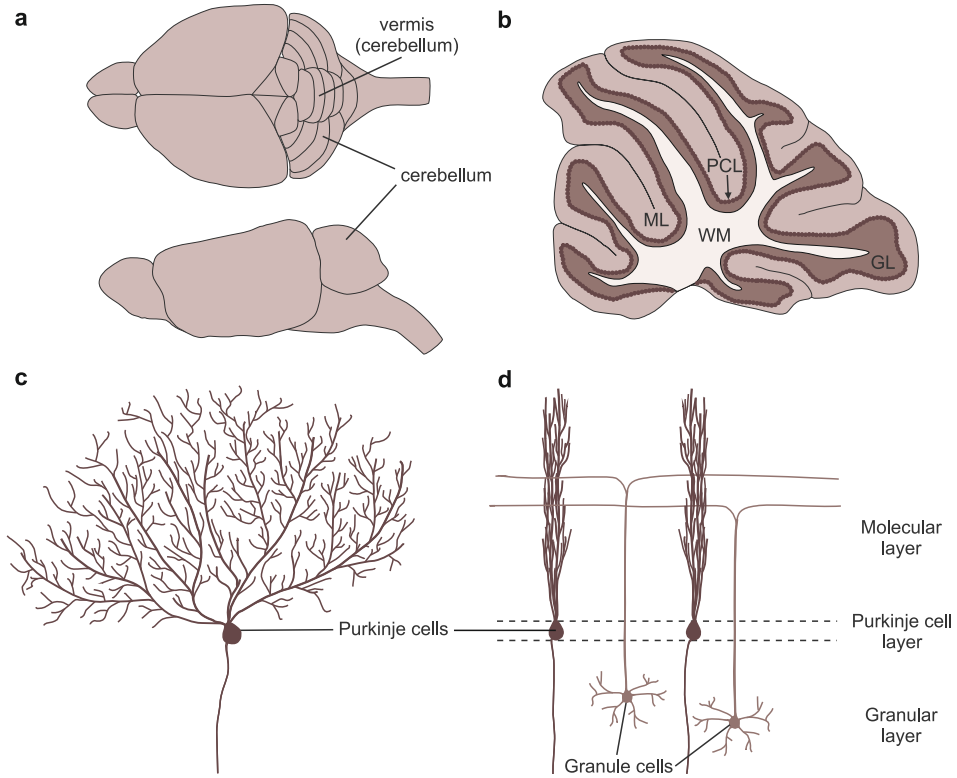 a
vermis
(cerebellum)
cerebellum
b
PCL
ML
WM
GL
c
Purkinje cells
d
Molecular
layer
Purkinje cell
layer
Granular
layer
Granule cells